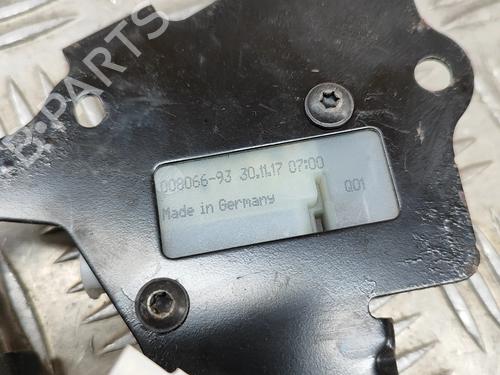 B-PARTS
008066-93 30.11.17 07:00
Made in Germany
Q01